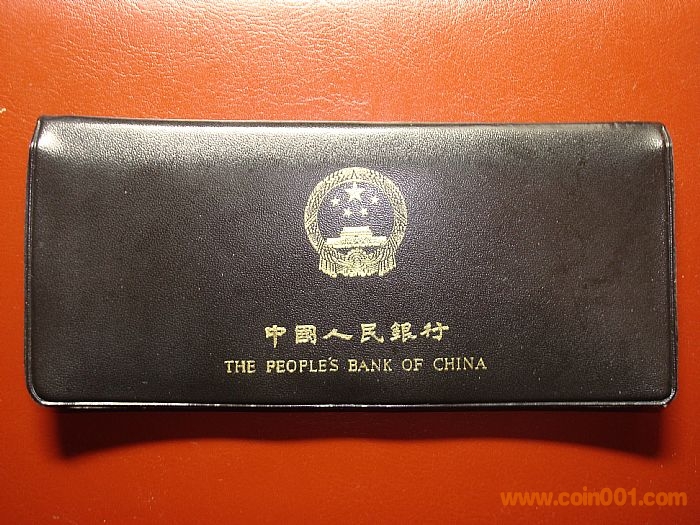 中國人民銀行
THE PEOPLE'S BANK OF CHINA
www.coin001.com